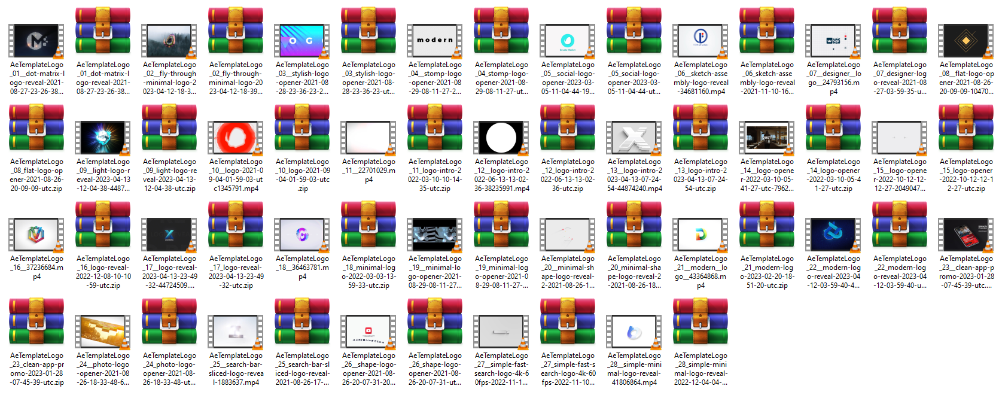 modern
AeTemplateLogo
_01__dot-matrix-l
ogo-reveal-2021-
08-27-23-26-38...
AeTemplateLogo
_01_dot-matrix-l
ogo-reveal-2021-
08-27-23-26-38...
AeTemplateLogo
_02__fly-through
-minimal-logo-2
023-04-12-18-3...
AeTemplateLogo
_02_fly-through-
minimal-logo-20
23-04-12-18-39...
AeTemplateLogo
_03__stylish-logo
-opener-2021-08
-28-23-36-23-2...
AeTemplateLogo
_03_stylish-logo-
opener-2021-08-
28-23-36-23-ut...
AeTemplateLogo
_04__stomp-logo
-opener-2021-08
-29-08-11-27-2...
AeTemplateLogo
_04_stomp-logo-
opener-2021-08-
29-08-11-27-ut...
AeTemplateLogo
_05__social-logo-
opener-2023-03-
05-11-04-44-19...
AeTemplateLogo
_05_social-logo-
opener-2023-03-
05-11-04-44-ut...
AeTemplateLogo
_06__sketch-asse
mbly-logo-reveal
-34681160.mp4
AeTemplateLogo
_06_sketch-asse
mbly-logo-reveal
-2021-11-10-16...
AeTemplateLogo
_07__designer_lo
go__24793156.m
p4
AeTemplateLogo
_07_designer-log
o-reveal-2021-08
-27-03-59-35-u...
AeTemplateLogo
_08__flat-logo-op
ener-2021-08-26-
20-09-09-10470...
AeTemplateLogo
_08_flat-logo-op
ener-2021-08-26-
20-09-09-utc.zip
AeTemplateLogo
_09__light-logo-r
eveal-2023-04-13
-12-04-38-4487...
AeTemplateLogo
_09_light-logo-re
veal-2023-04-13-
12-04-38-utc.zip
AeTemplateLogo
_10__logo-2021-0
9-04-01-59-03-ut
c1345791.mp4
AeTemplateLogo
_10_logo-2021-09
-04-01-59-03-utc
.zip
AeTemplateLogo
_11__22701029.m
p4
AeTemplateLogo
_11_logo-intro-2
022-03-10-10-14-
35-utc.zip
AeTemplateLogo
_12__logo-intro-2
022-06-13-13-02-
36-38235991.mp4
AeTemplateLogo
_12_logo-intro-2
022-06-13-13-02-
36-utc.zip
AeTemplateLogo
_13__logo-intro-2
023-04-13-07-24-
54-44874240.mp4
AeTemplateLogo
_13_logo-intro-2
023-04-13-07-24-
54-utc.zip
AeTemplateLogo
_14__logo-opene
r-2022-03-10-05-
41-27-utc-7962...
AeTemplateLogo
_14_logo-opener
-2022-03-10-05-4
1-27-utc.zip
AeTemplateLogo
_15__logo-opene
r-2022-10-12-12-
12-27-2049047...
AeTemplateLogo
_15_logo-opener
-2022-10-12-12-1
2-27-utc.zip
AeTemplateLogo
_16__37236684.m
p4
AeTemplateLogo
_16_logo-reveal-
2022-12-08-10-10
-59-utc.zip
AeTemplateLogo
_17__logo-reveal-
2023-04-13-23-49
-32-44724509....
AeTemplateLogo
_17_logo-reveal-
2023-04-13-23-49
-32-utc.zip
AeTemplateLogo
_18__36463781.m
p4
AeTemplateLogo
_18_minimal-log
o-2022-03-03-13-
59-33-utc.zip
AeTemplateLogo
_19__minimal-lo
go-opener-2021-
08-29-08-11-27...
AeTemplateLogo
_19_minimal-log
o-opener-2021-0
8-29-08-11-27-...
AeTemplateLogo
_20__minimal-sha
pe-logo-reveal-
2-2021-08-26-1...
AeTemplateLogo
_20_minimal-sha
pe-logo-reveal-2
-2021-08-26-18...
AeTemplateLogo
_21__modern__lo
go__43364868.m
p4
AeTemplateLogo
_21_modern-log
o-2023-02-20-18-
51-20-utc.zip
AeTemplateLogo
_22__modern-log
o-reveal-2023-04
-12-03-59-40-4...
AeTemplateLogo
_22_modern-log
o-reveal-2023-04
-12-03-59-40-u...
AeTemplateLogo
_23__clean-app-p
romo-2023-01-28
-07-45-39-utc....
AeTemplateLogo
_23_clean-app-pr
omo-2023-01-28
-07-45-39-utc.zip
AeTemplateLogo
_24__photo-logo
-opener-2021-08
-26-18-33-48-6...
AeTemplateLogo
_24_photo-logo-
opener-2021-08-
26-18-33-48-ut...
AeTemplateLogo
_25__search-bar-
sliced-logo-revea
l-1883637.mp4
AeTemplateLogo
_25_search-bar-sl
iced-logo-reveal-
2021-08-26-17-...
AeTemplateLogo
_26__shape-logo-
opener-2021-08-
26-20-07-31-20...
AeTemplateLogo
_26_shape-logo-
opener-2021-08-
26-20-07-31-ut...
AeTemplateLogo
_27__simple-fast-
search-logo-4k-6
0fps-2022-11-1...
AeTemplateLogo
_27_simple-fast-s
earch-logo-4k-60
fps-2022-11-10...
AeTemplateLogo
_28__simple-mini
mal-logo-reveal-
41806864.mp4
AeTemplateLogo
_28_simple-mini
mal-logo-reveal-
2022-12-04-04-...